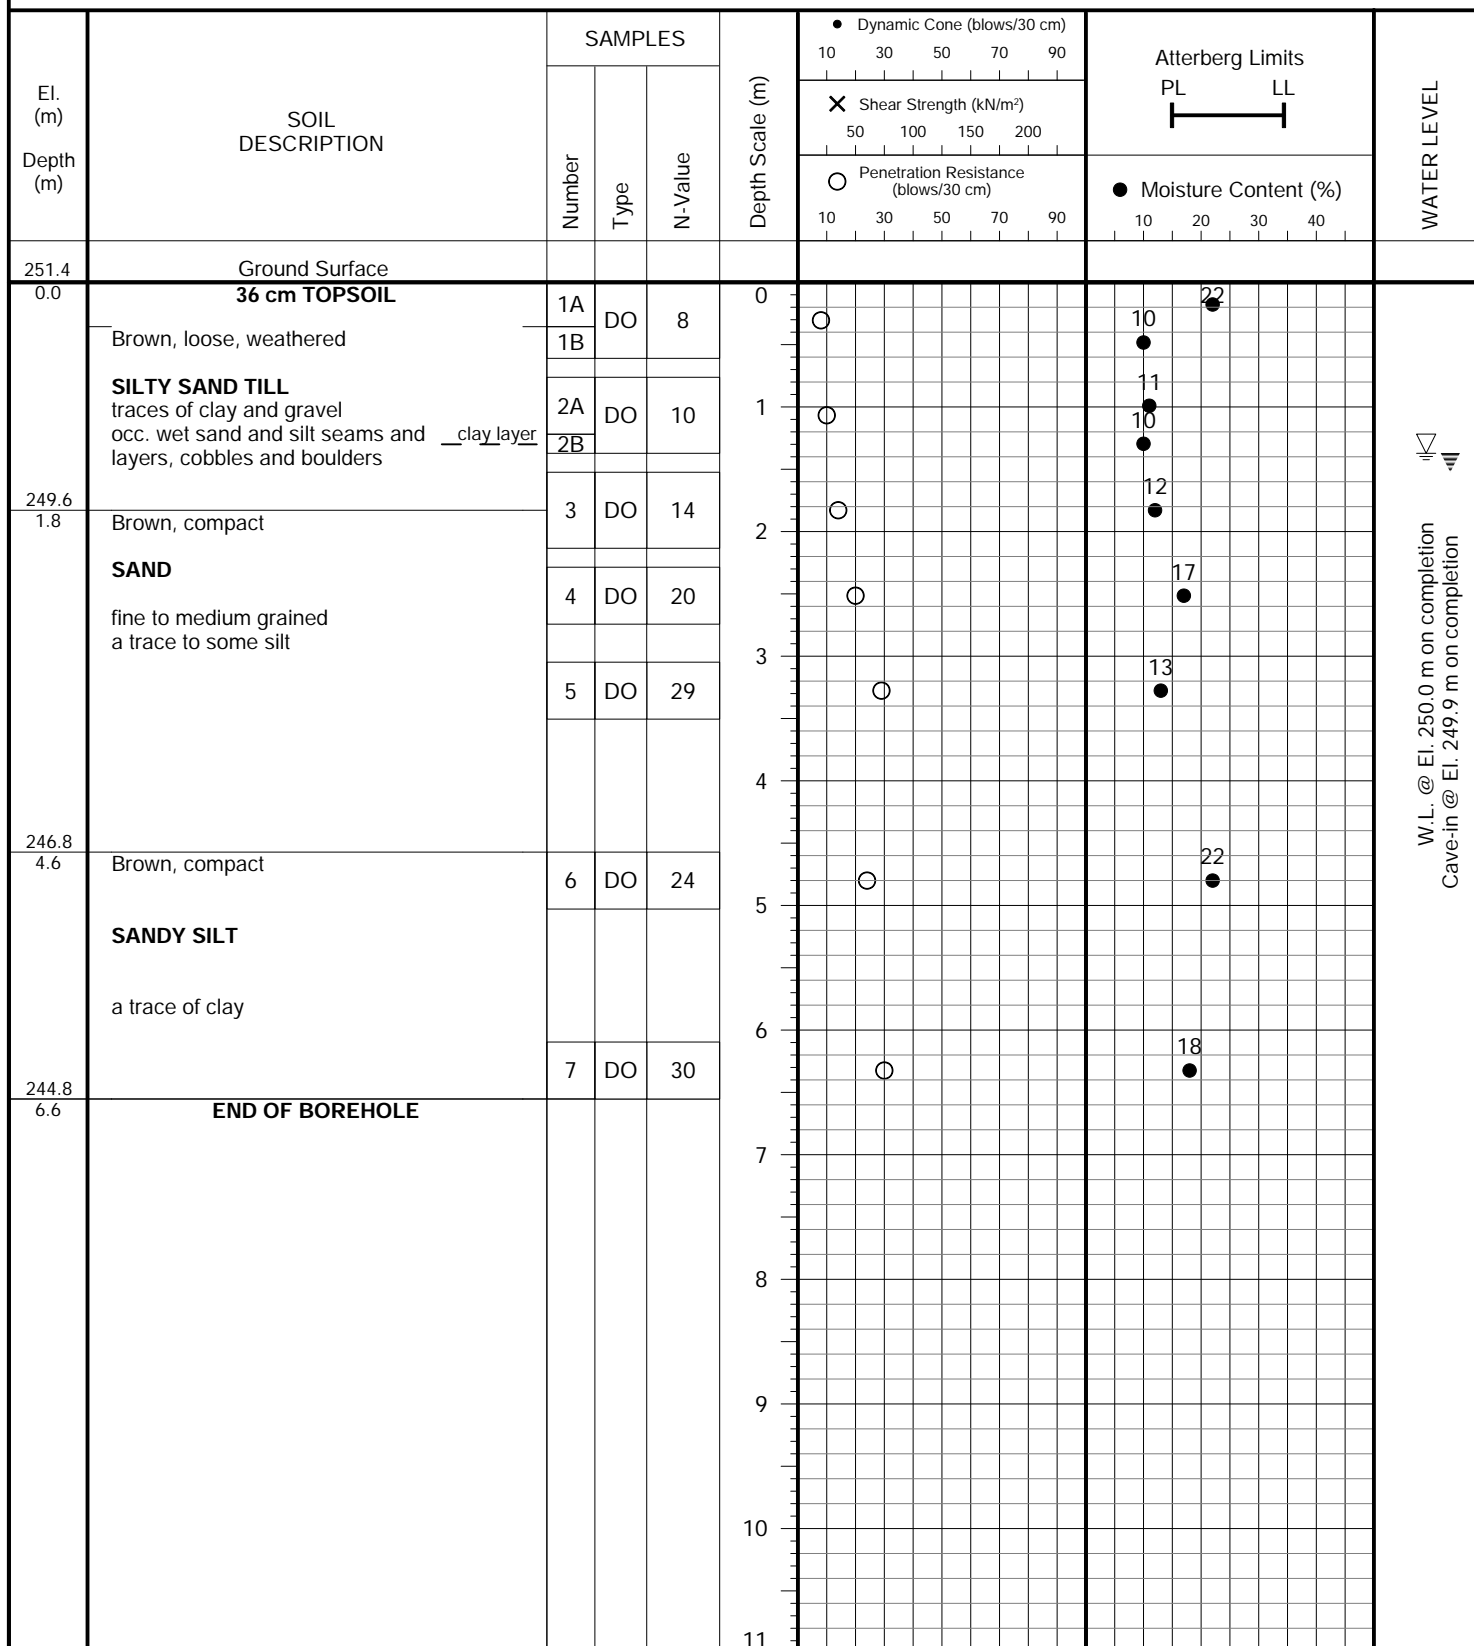 El.
(m)
Depth
(m)
SOIL
DESCRIPTION
SAMPLES
Number
Type
N-Value
Depth Scale (m)
Dynamic Cone (blows/30 cm)
10 30 50 70 90
Shear Strength (kN/m²)
50 100 150 200
Penetration Resistance
(blows/30 cm)
10 30 50 70 90
Atterberg Limits
PL LL
Moisture Content (%)
10 20 30 40
WATER LEVEL
251.4 Ground Surface
0.0 36 cm TOPSOIL
Brown, loose, weathered
SILTY SAND TILL
traces of clay and gravel
occ. wet sand and silt seams and clay layer
layers, cobbles and boulders
249.6
1.8 Brown, compact
SAND
fine to medium grained
a trace to some silt
246.8
4.6 Brown, compact
SANDY SILT
a trace of clay
244.8
6.6 END OF BOREHOLE
1A DO 8
1B
2A DO 10
2B
3 DO 14
4 DO 20
5 DO 29
6 DO 24
7 DO 30
0
1
2
3
4
5
6
7
8
9
10
11
22
10
11
10
12
17
13
22
18
W.L. @ El. 250.0 m on completion
Cave-in @ El. 249.9 m on completion